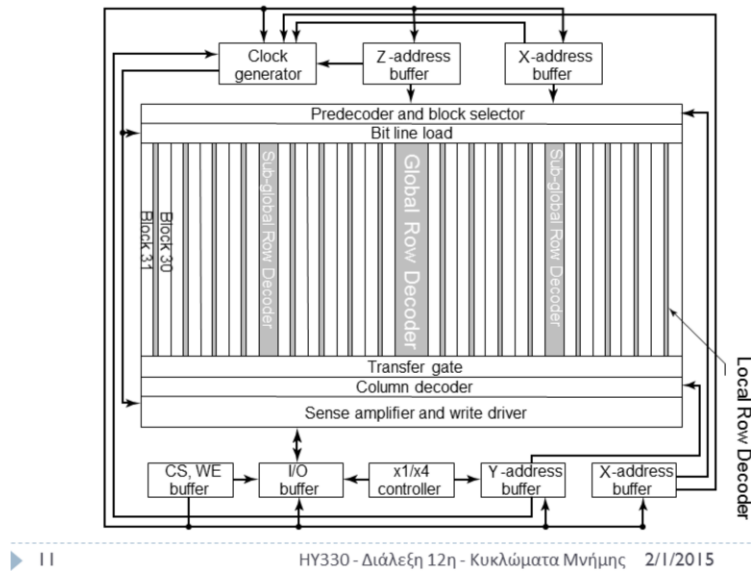 Clock
generator
Z-address
buffer
X-address
buffer
Predecoder and block selector
Bit line load
Block 31
Block 30
Sub-global Row Decoder
Global Row Decoder
Sub-global Row Decoder
Local Row Decoder
Transfer gate
Column decoder
Sense amplifier and write driver
CS, WE
buffer
I/O
buffer
x1/x4
controller
Y-address
buffer
X-address
buffer
11
HY330 - Διάλεξη 12η - Κυκλώματα Μνήμης 2/1/2015